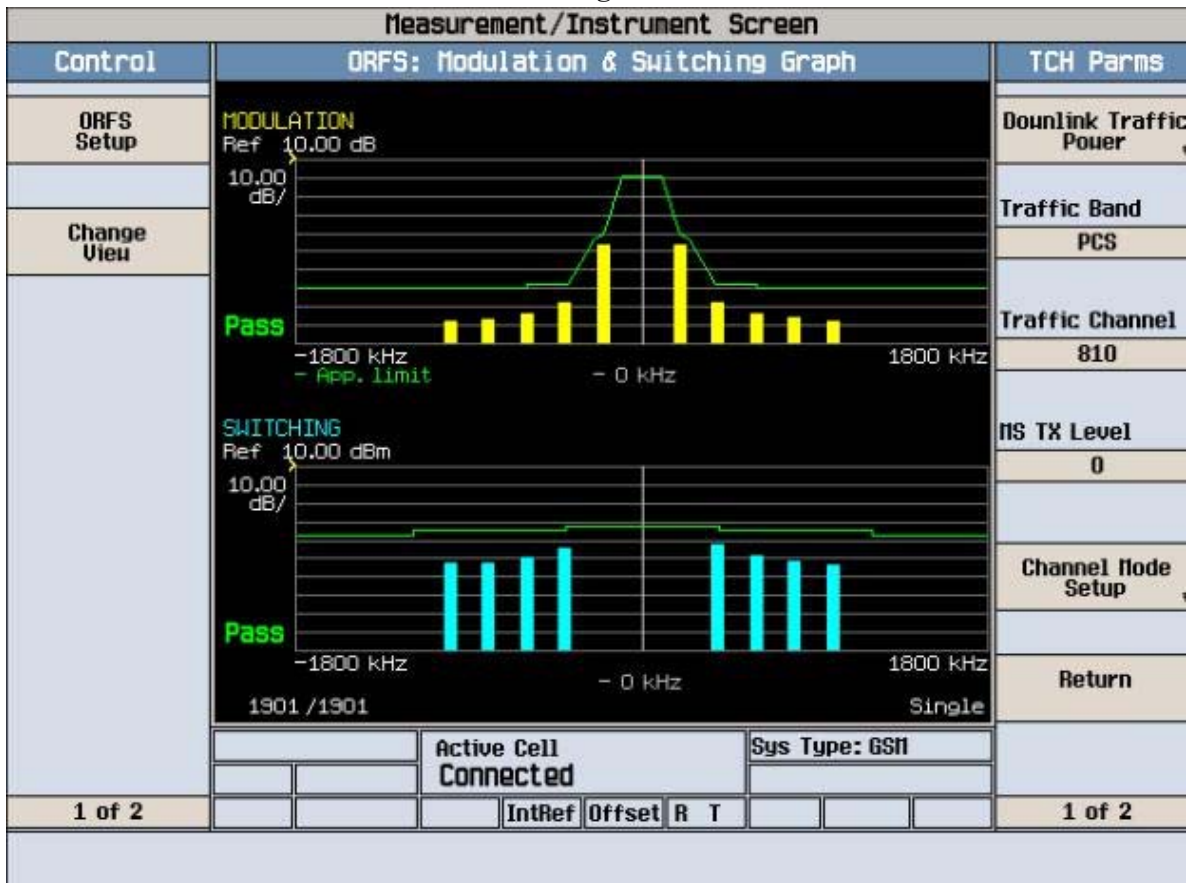 Measurement/Instrument Screen
Control
ORFS: Modulation & Switching Graph
TCH Parms
ORFS
Setup
Change
View
1 of 2
MODULATION
Ref 10.00 dB
10.00
dB/
Pass
-1800 kHz
1800 kHz
- App. limit
- 0 kHz
SWITCHING
Ref 10.00 dBm
10.00
dB/
Pass
-1800 kHz
1800 kHz
- 0 kHz
1901/1901
Single
Active Cell
Connected
Sys Type: GSM
IntRef
Offset
R T
Downlink Traffic
Power
Traffic Band
PCS
Traffic Channel
810
MS TX Level
0
Channel Mode
Setup
Return
1 of 2